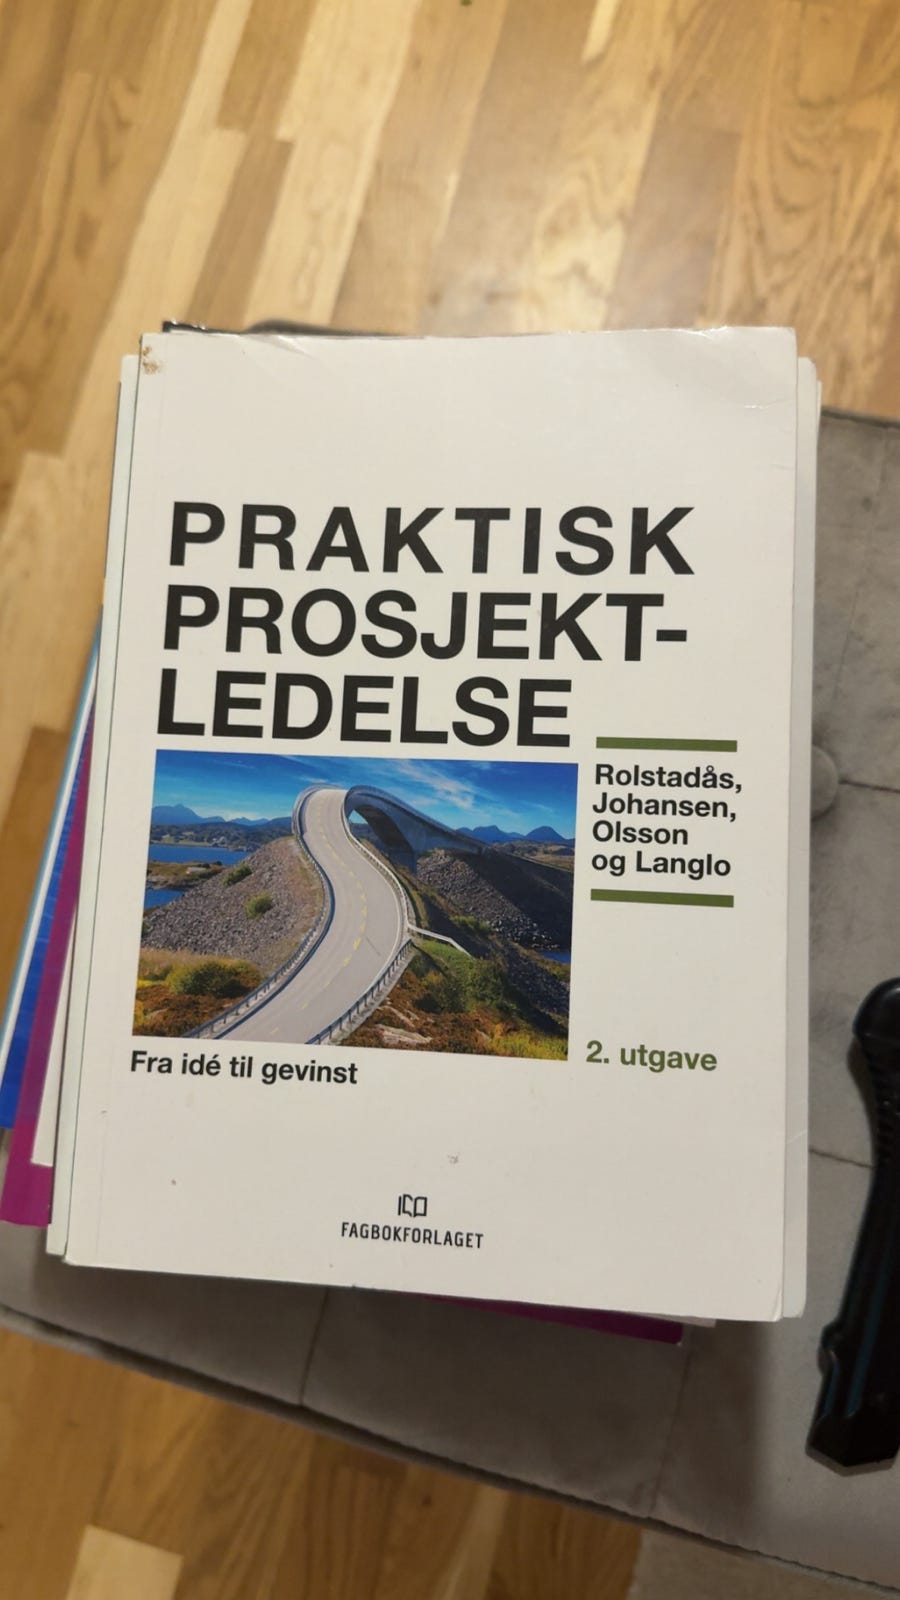 PRAKTISK
PROSJEKT-
LEDELSE
Rolstadås,
Johansen,
Olsson
og Langlo
2. utgave
Fra idé til gevinst
FAGBOKFORLAGET